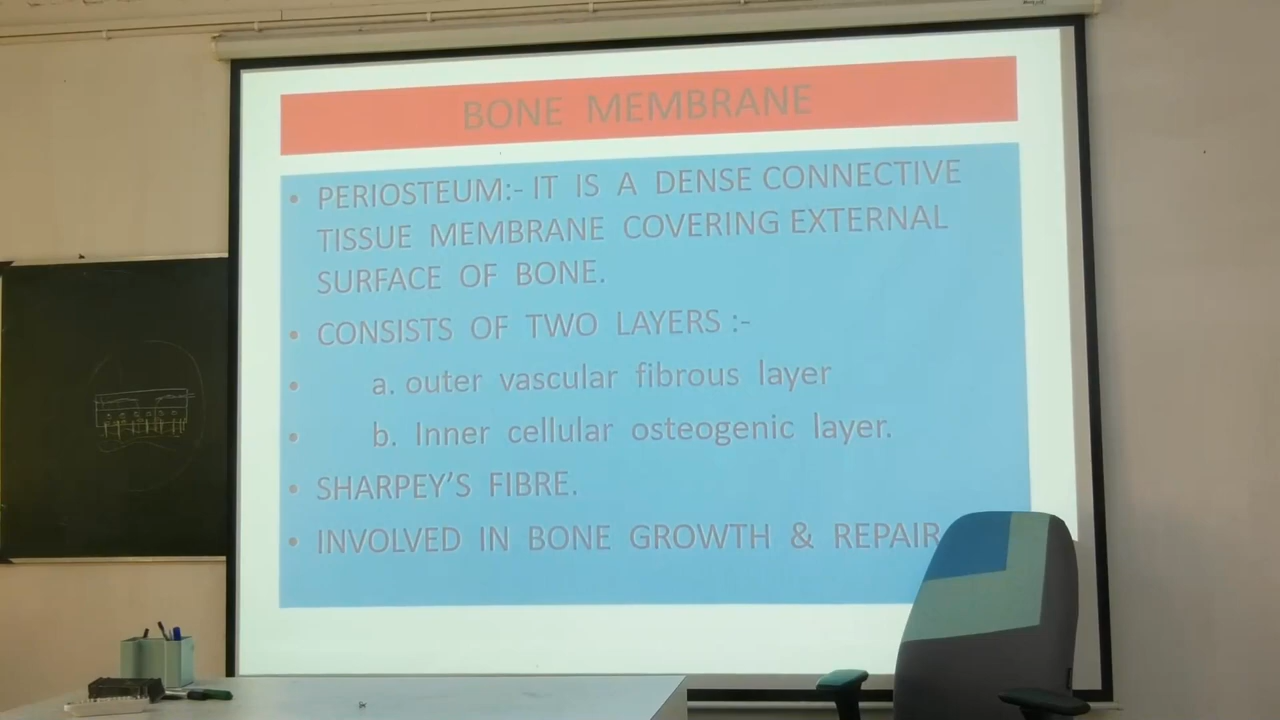 BONE MEMBRANE
• PERIOSTEUM:- IT IS A DENSE CONNECTIVE
TISSUE MEMBRANE COVERING EXTERNAL
SURFACE OF BONE.
• CONSISTS OF TWO LAYERS :-
• a. outer vascular fibrous layer
• b. Inner cellular osteogenic layer.
• SHARPEY'S FIBRE.
• INVOLVED IN BONE GROWTH & REPAIR